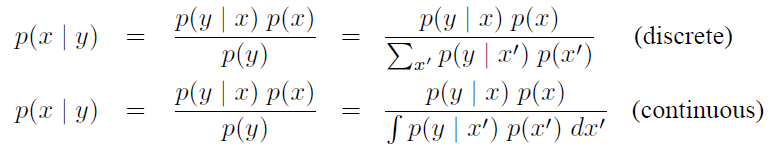 p(x | y) = p(y | x) p(x) / p(y) = p(y | x) p(x) / ∑x′ p(y | x′) p(x′) (discrete)
p(x | y) = p(y | x) p(x) / p(y) = p(y | x) p(x) / ∫ p(y | x′) p(x′) dx′ (continuous)